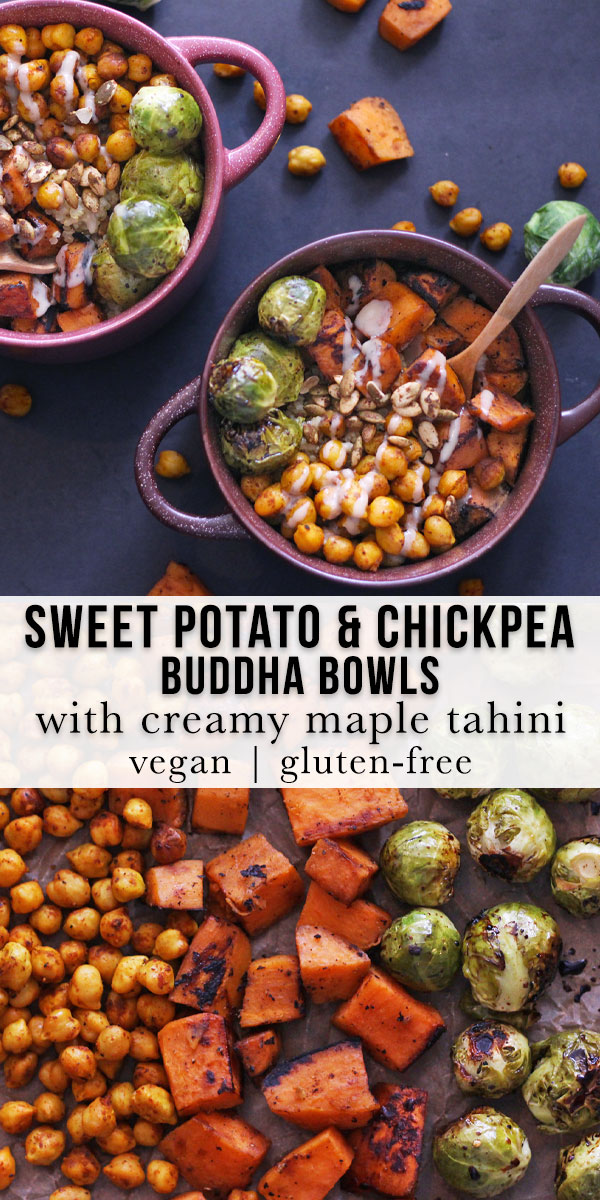 SWEET POTATO & CHICKPEA
BUDDHA BOWLS
with creamy maple tahini
vegan | gluten-free